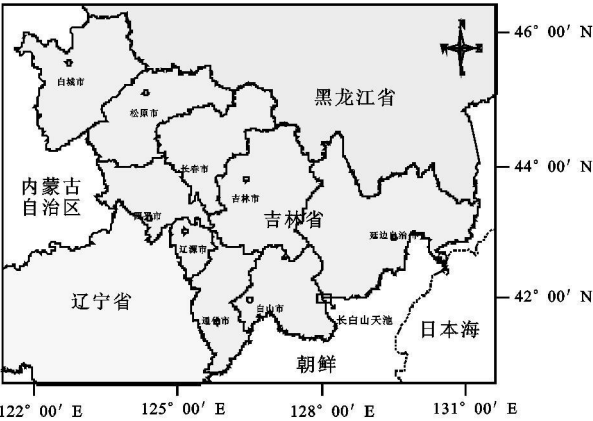 46° 00′ N
白城市
松原市
黑龙江省
44° 00′ N
长春市
内蒙古
自治区
吉林市
吉林省
四平市
延边自治州
辽源市
42° 00′ N
辽宁省
通化市
白山市
长白山天池
日本海
朝鲜
122° 00′ E
125° 00′ E
128° 00′ E
131° 00′ E